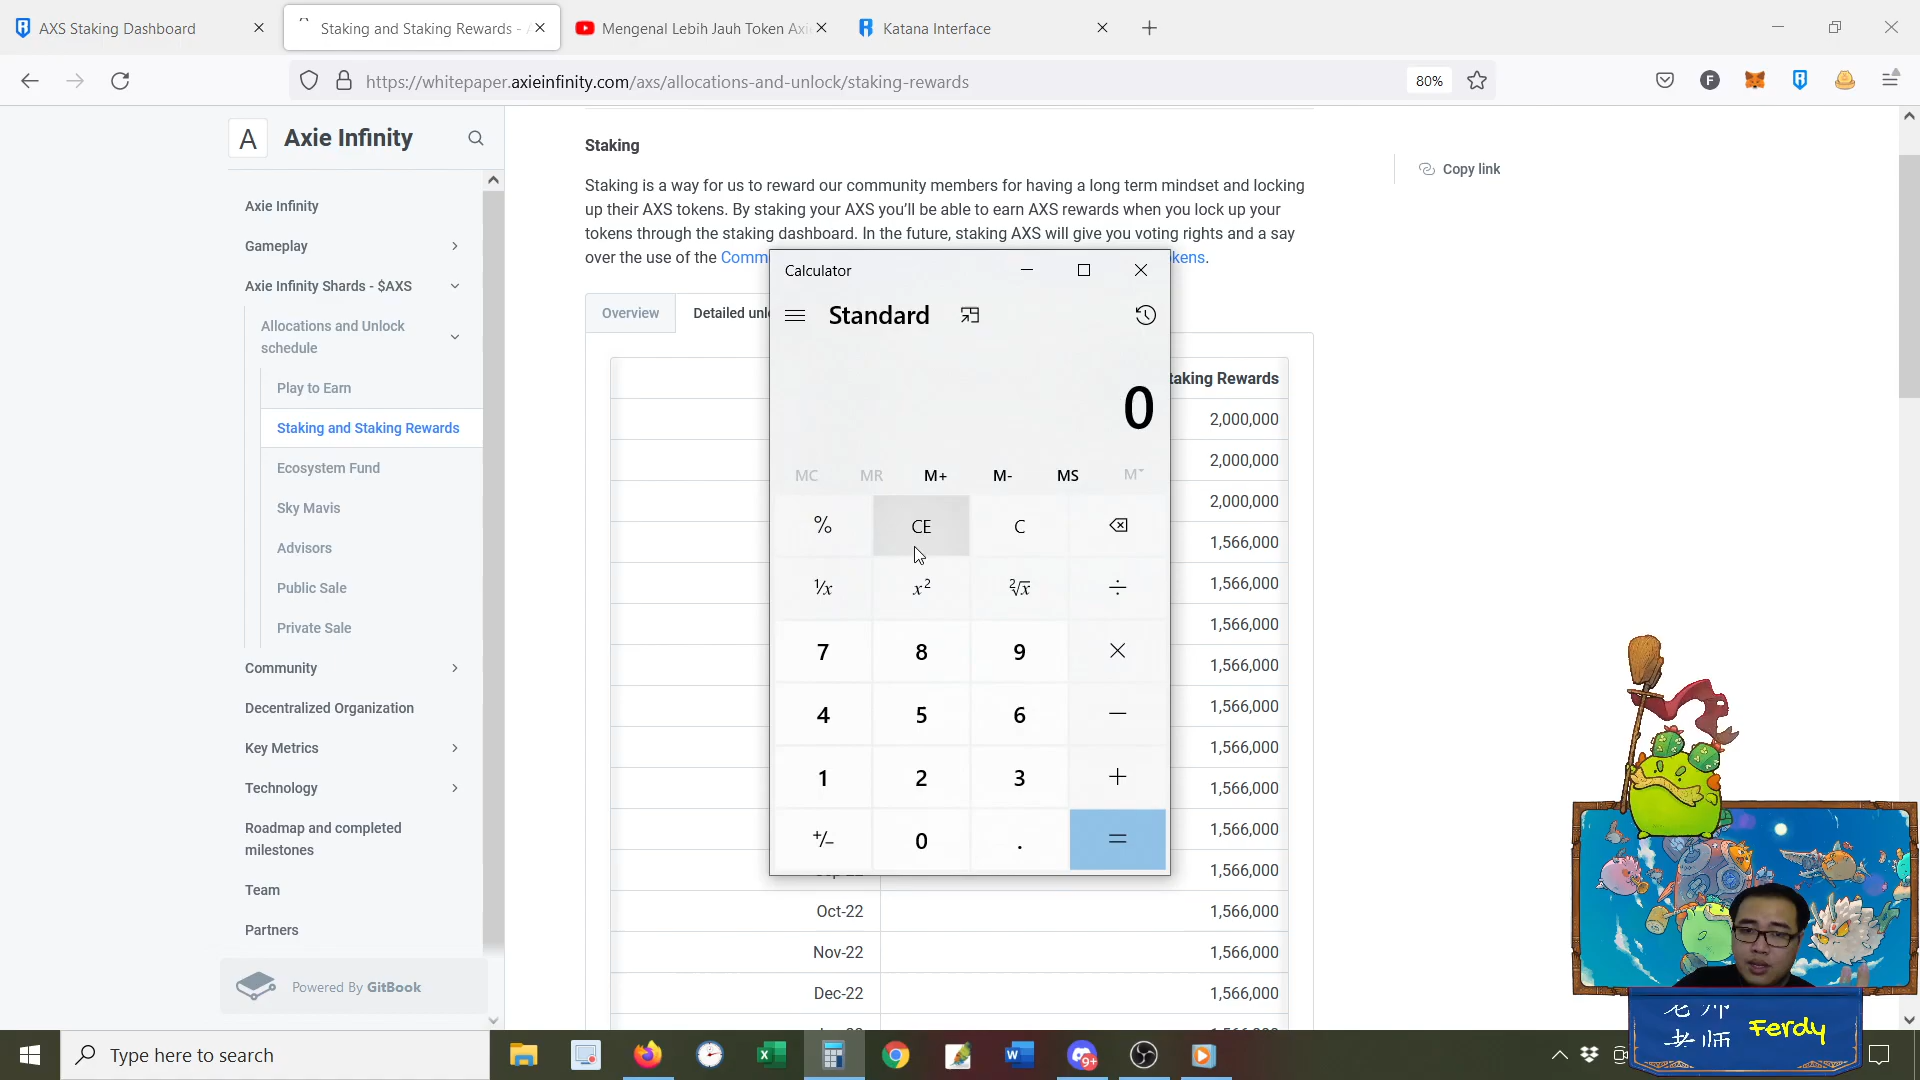 AXS Staking Dashboard
Staking and Staking Rewards - A
Mengenal Lebih Jauh Token Axi
Katana Interface
https://whitepaper.axieinfinity.com/axs/allocations-and-unlock/staking-rewards
80%
F
A
Axie Infinity
Axie Infinity
Gameplay
Axie Infinity Shards - $AXS
Allocations and Unlock
schedule
Play to Earn
Staking and Staking Rewards
Ecosystem Fund
Sky Mavis
Advisors
Public Sale
Private Sale
Community
Decentralized Organization
Key Metrics
Technology
Roadmap and completed
milestones
Team
Partners
Powered By GitBook
Staking
Staking is a way for us to reward our community members for having a long term mindset and locking
up their AXS tokens. By staking your AXS you'll be able to earn AXS rewards when you lock up your
tokens through the staking dashboard. In the future, staking AXS will give you voting rights and a say
over the use of the Comm
kens.
Copy link
Overview
Detailed unl
taking Rewards
2,000,000
2,000,000
2,000,000
1,566,000
1,566,000
1,566,000
1,566,000
1,566,000
1,566,000
1,566,000
1,566,000
1,566,000
Oct-22 1,566,000
Nov-22 1,566,000
Dec-22 1,566,000
Calculator
Standard
0
MC MR M+ M- MS M
% CE C
1/x x² ²√x ÷
7 8 9 ×
4 5 6 −
1 2 3 +
+/− 0 . =
老师
老师 Ferdy
Type here to search
9+